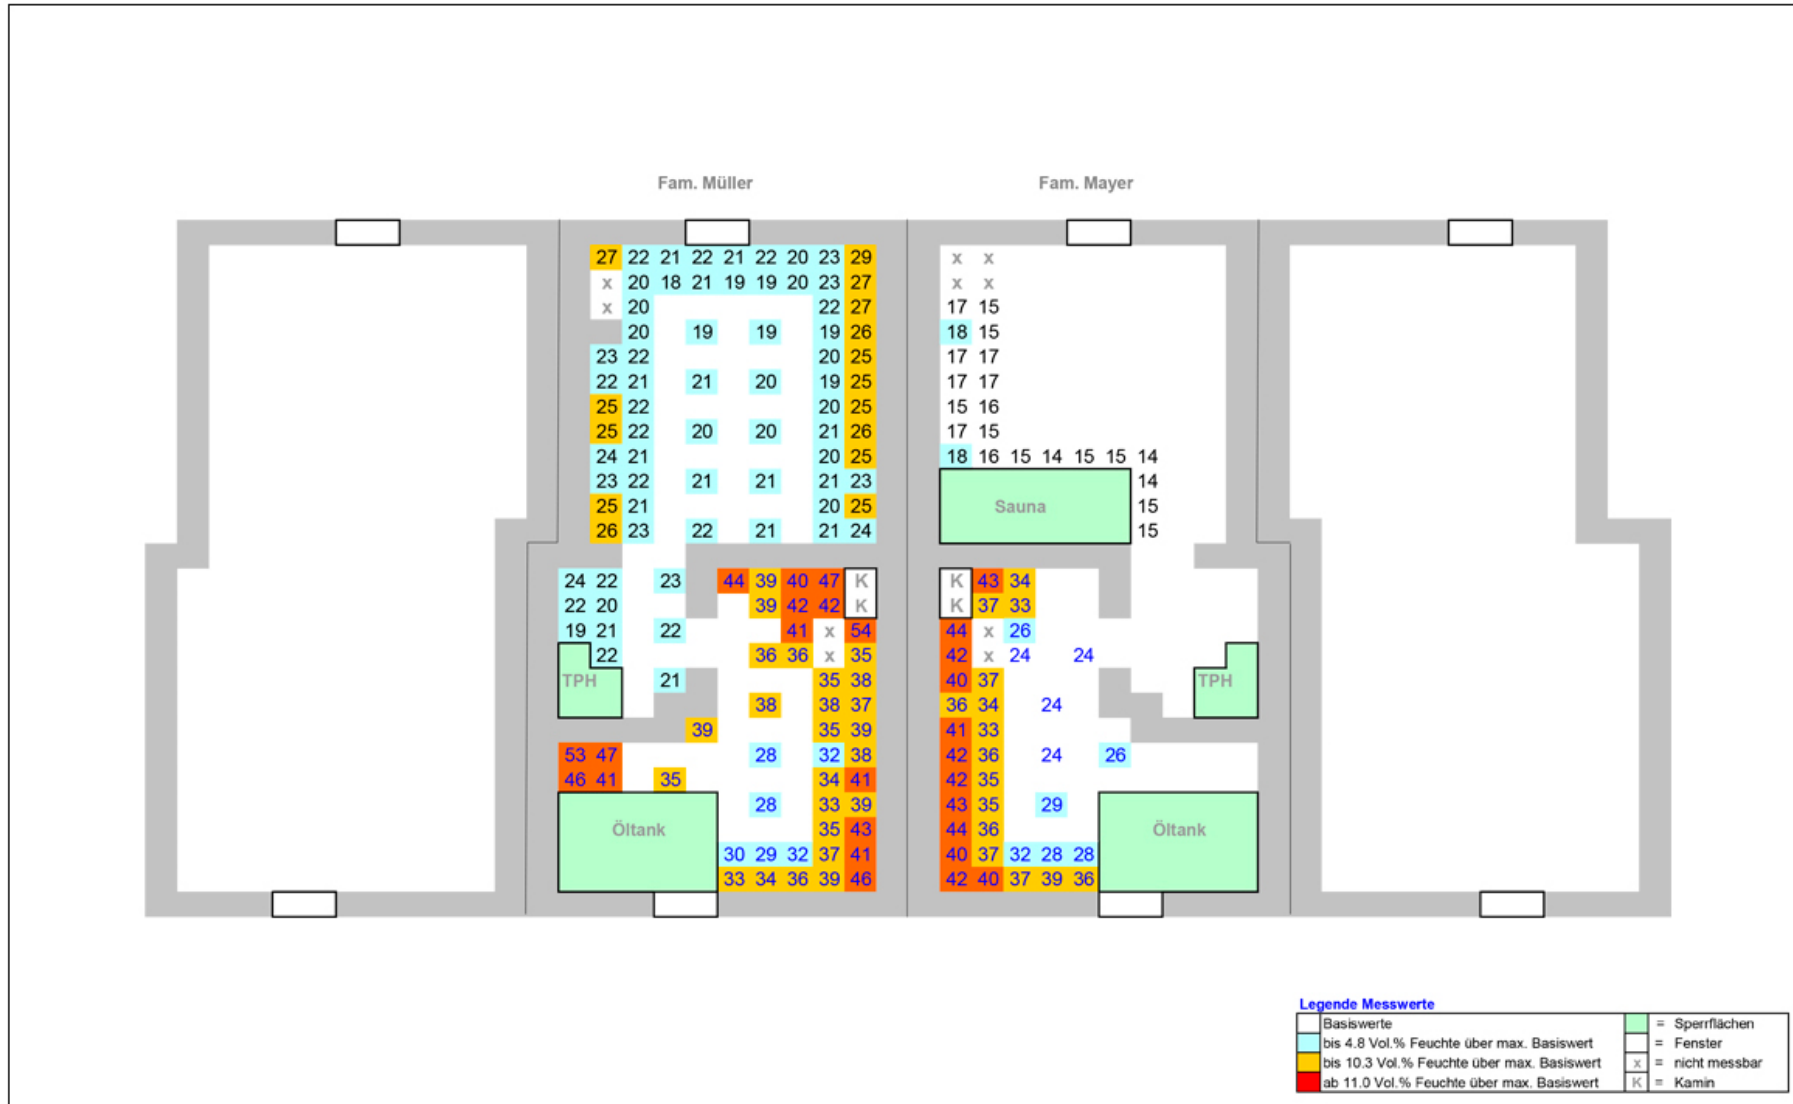 Fam. Müller Fam. Mayer
27 22 21 22 21 22 20 23 29 x x
x 20 18 21 19 19 20 23 27 x x
x 20 22 27 17 15
20 19 19 19 26 18 15
23 22 20 25 17 17
22 21 21 20 19 25 17 17
25 22 20 25 15 16
25 22 20 20 21 26 17 15
24 21 20 25 18 16 15 14 15 15 14
23 22 21 21 21 23 14
25 21 20 25 Sauna 15
26 23 22 21 21 24 15
24 22 23 44 39 40 47 K K 43 34
22 20 39 42 42 K K 37 33
19 21 22 41 x 54 44 x 26
22 36 36 x 35 42 x 24 24
TPH 21 35 38 40 37 TPH
38 38 37 36 34 24
39 35 39 41 33
53 47 28 32 38 42 36 24 26
46 41 35 34 41 42 35
28 33 39 43 35 29
Öltank 35 43 44 36 Öltank
30 29 32 37 41 40 37 32 28 28
33 34 36 39 46 42 40 37 39 36
Legende Messwerte
Basiswerte = Sperrflächen
bis 4.8 Vol.% Feuchte über max. Basiswert = Fenster
bis 10.3 Vol.% Feuchte über max. Basiswert x = nicht messbar
ab 11.0 Vol.% Feuchte über max. Basiswert K = Kamin